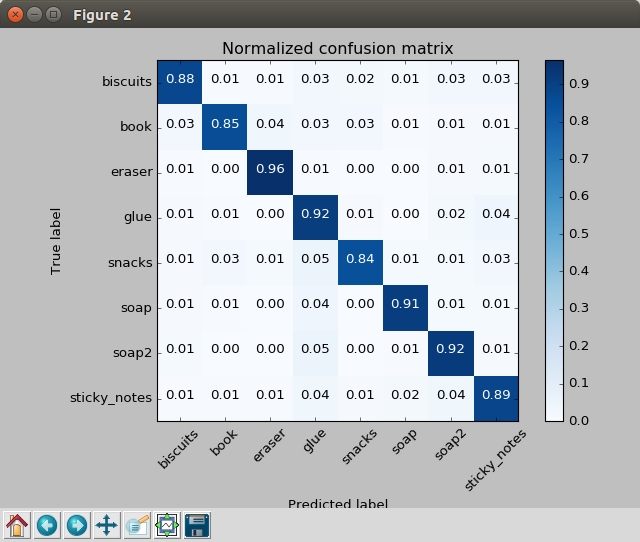 Figure 2
Normalized confusion matrix
biscuits 0.88 0.01 0.01 0.03 0.02 0.01 0.03 0.03
book 0.03 0.85 0.04 0.03 0.03 0.01 0.01 0.01
eraser 0.01 0.00 0.96 0.01 0.00 0.00 0.01 0.01
glue 0.01 0.01 0.00 0.92 0.01 0.00 0.02 0.04
snacks 0.01 0.03 0.01 0.05 0.84 0.01 0.01 0.03
soap 0.01 0.01 0.00 0.04 0.00 0.91 0.01 0.01
soap2 0.01 0.00 0.00 0.05 0.00 0.01 0.92 0.01
sticky_notes 0.01 0.01 0.01 0.04 0.01 0.02 0.04 0.89
biscuits book eraser glue snacks soap soap2 sticky_notes
True label
Predicted label
0.9
0.8
0.7
0.6
0.5
0.4
0.3
0.2
0.1
0.0